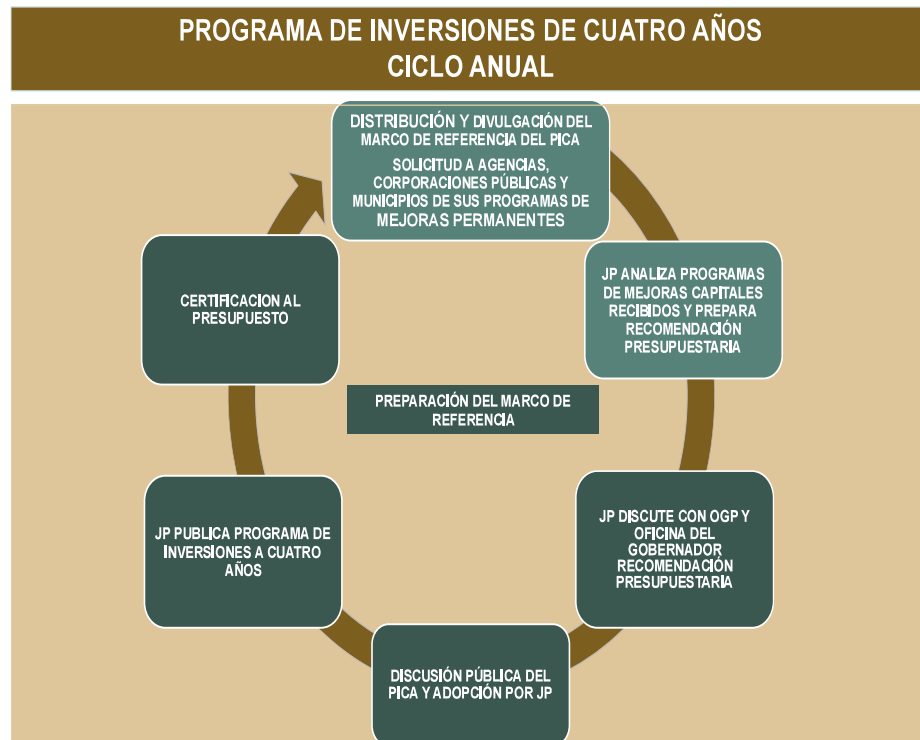 PROGRAMA DE INVERSIONES DE CUATRO AÑOS
CICLO ANUAL
DISTRIBUCIÓN Y DIVULGACIÓN DEL
MARCO DE REFERENCIA DEL PICA
SOLICITUD A AGENCIAS,
CORPORACIONES PÚBLICAS Y
MUNICIPIOS DE SUS PROGRAMAS DE
MEJORAS PERMANENTES
JP ANALIZA PROGRAMAS
DE MEJORAS CAPITALES
RECIBIDOS Y PREPARA
RECOMENDACIÓN
PRESUPUESTARIA
JP DISCUTE CON OGP Y
OFICINA DEL
GOBERNADOR
RECOMENDACIÓN
PRESUPUESTARIA
DISCUSIÓN PÚBLICA DEL
PICA Y ADOPCIÓN POR JP
JP PUBLICA PROGRAMA DE
INVERSIONES A CUATRO
AÑOS
CERTIFICACION AL
PRESUPUESTO
PREPARACIÓN DEL MARCO DE
REFERENCIA